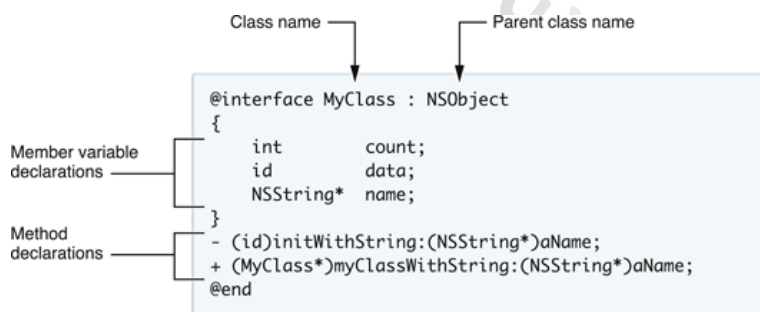 Class name
Parent class name
@interface MyClass : NSObject
{
int count;
id data;
NSString* name;
}
- (id)initWithString:(NSString*)aName;
+ (MyClass*)myClassWithString:(NSString*)aName;
@end
Member variable
declarations
Method
declarations